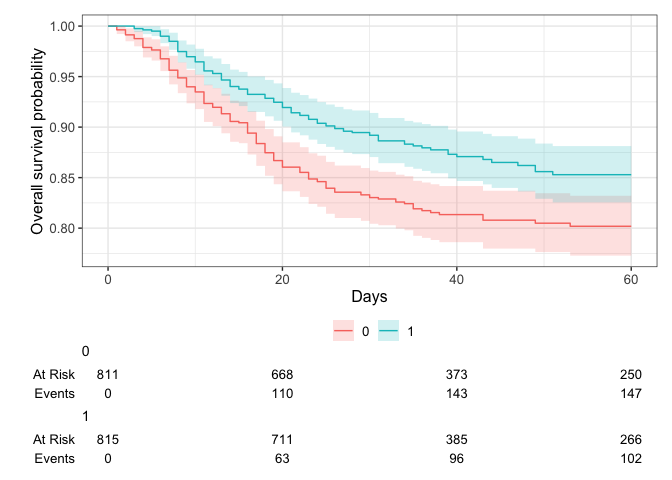 Overall survival probability
1.00
0.95
0.90
0.85
0.80
0 20 40 60
Days
0 1
0
At Risk 811 668 373 250
Events 0 110 143 147
1
At Risk 815 711 385 266
Events 0 63 96 102